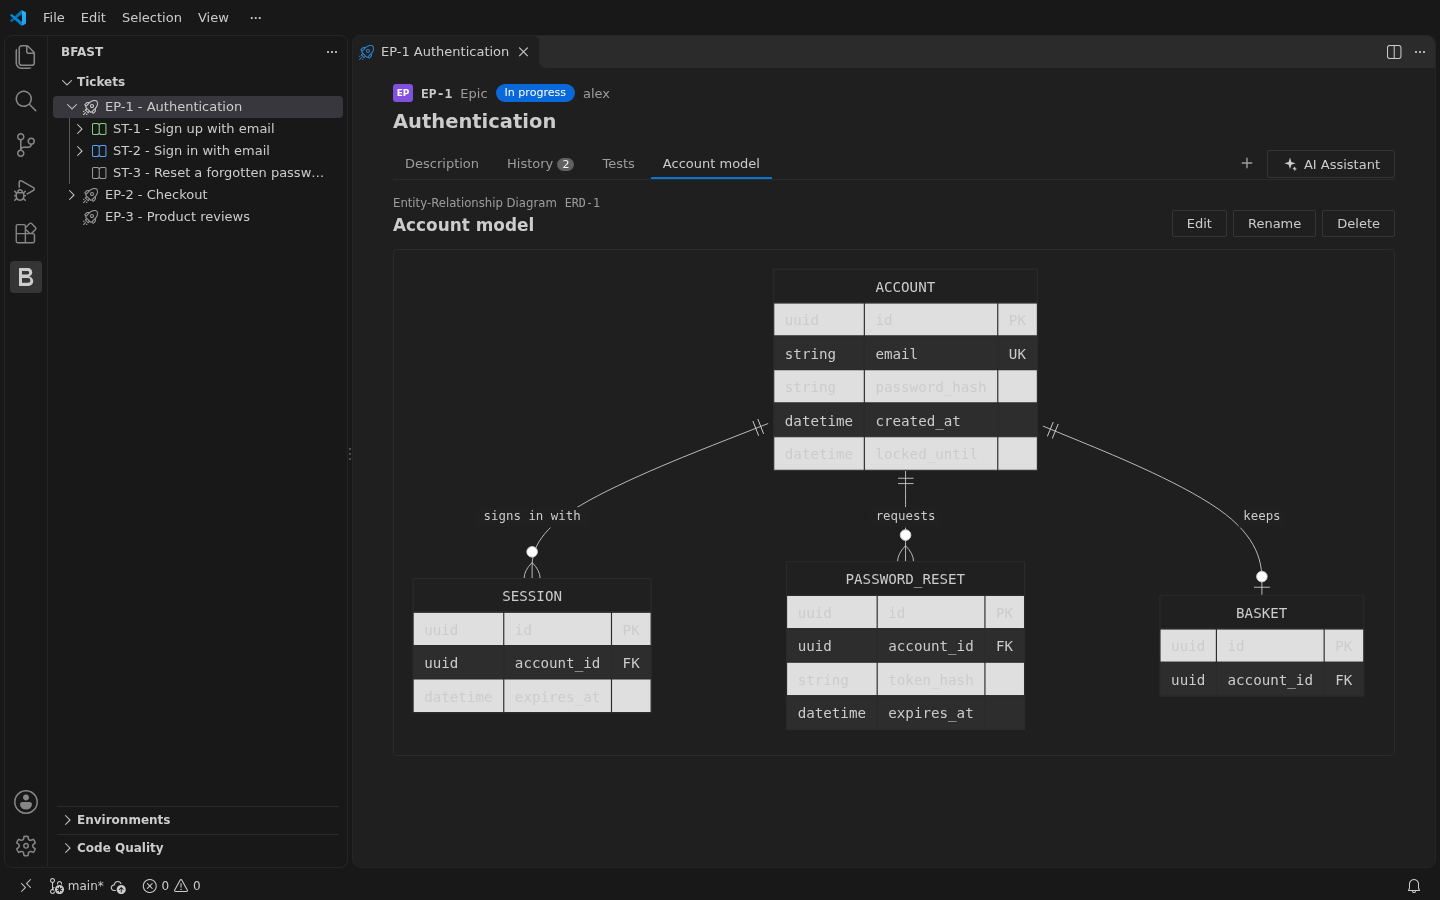 File Edit Selection View ···
BFAST ···
Tickets
EP-1 - Authentication
ST-1 - Sign up with email
ST-2 - Sign in with email
ST-3 - Reset a forgotten passw...
EP-2 - Checkout
EP-3 - Product reviews
B
Environments
Code Quality
EP-1 Authentication
EP EP-1 Epic In progress alex
Authentication
Description History 2 Tests Account model
AI Assistant
Entity-Relationship Diagram ERD-1
Account model
Edit Rename Delete
ACCOUNT
uuid id PK
string email UK
string password_hash
datetime created_at
datetime locked_until
signs in with requests keeps
SESSION
uuid id PK
uuid account_id FK
datetime expires_at
PASSWORD_RESET
uuid id PK
uuid account_id FK
string token_hash
datetime expires_at
BASKET
uuid id PK
uuid account_id FK
main* 0 0